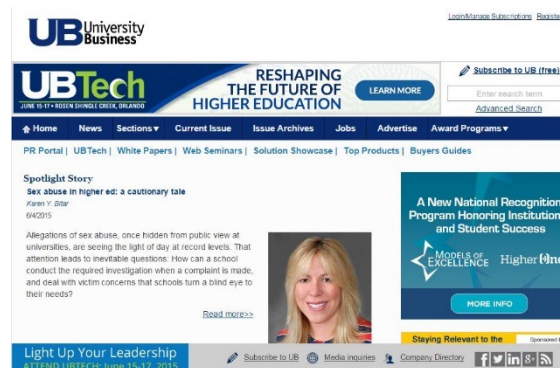 Login/Manage Subscriptions Registe
UB University
Business
UBTech
JUNE 15-17 • ROSEN SHINGLE CREEK, ORLANDO
RESHAPING
THE FUTURE OF
HIGHER EDUCATION
LEARN MORE
Subscribe to UB (free)
Enter search term
Advanced Search
Home News Sections Current Issue Issue Archives Jobs Advertise Award Programs
PR Portal | UBTech | White Papers | Web Seminars | Solution Showcase | Top Products | Buyers Guides
Spotlight Story
Sex abuse in higher ed: a cautionary tale
Karen Y. Bitar
6/4/2015
Allegations of sex abuse, once hidden from public view at
universities, are seeing the light of day at record levels. That
attention leads to inevitable questions: How can a school
conduct the required investigation when a complaint is made,
and deal with victim concerns that schools turn a blind eye to
their needs?
Read more>>
A New National Recognition
Program Honoring Institution
and Student Success
MODELS OF
EXCELLENCE
Higher One
MORE INFO
Staying Relevant to the
Sponsored
Light Up Your Leadership
ATTEND UBTECH: June 15-17, 2015
Subscribe to UB Media inquiries Company Directory